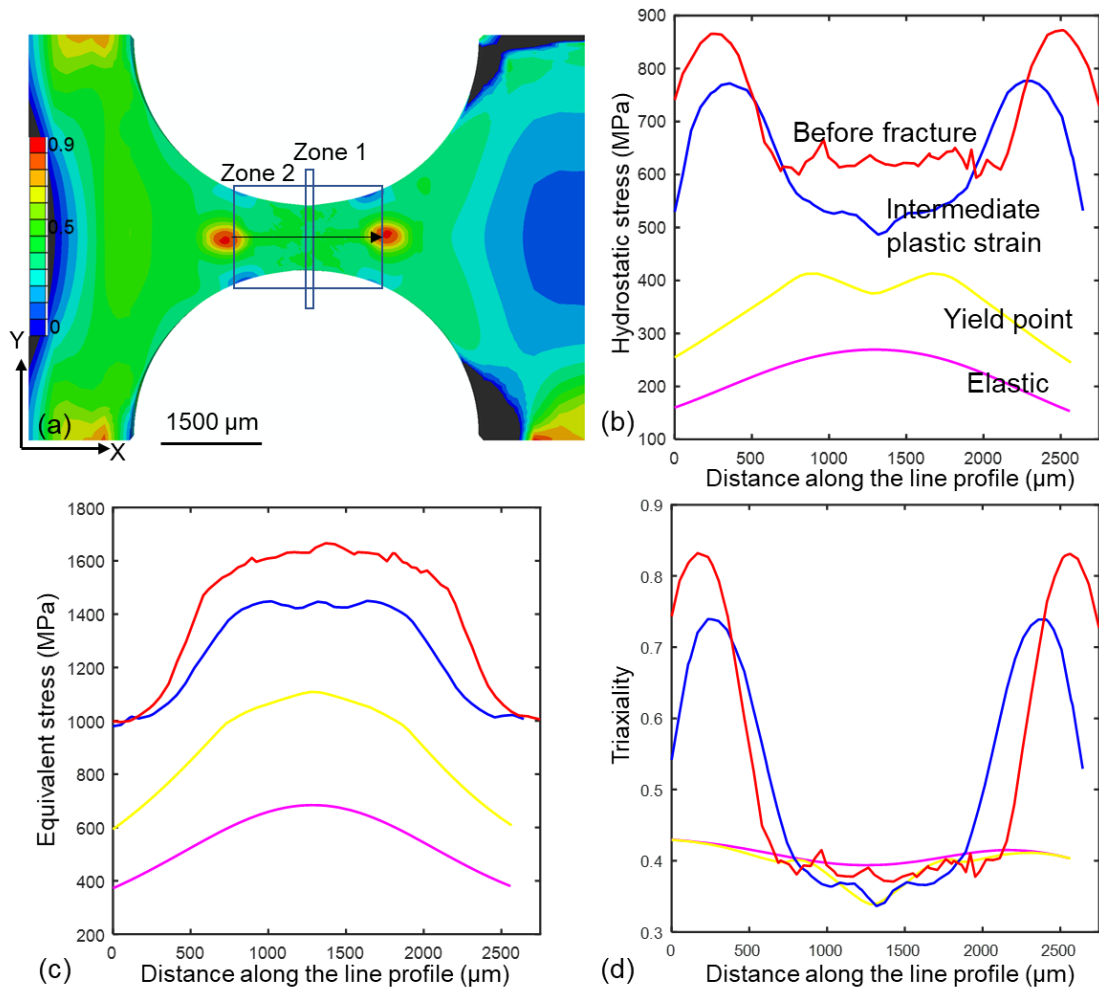 0.9
0.5
0
Zone 1
Zone 2
Y
X
(a)
1500 µm
(b)
Hydrostatic stress (MPa)
900
800
700
600
500
400
300
200
100
Before fracture
Intermediate
plastic strain
Yield point
Elastic
0 500 1000 1500 2000 2500
Distance along the line profile (µm)
(c)
Equivalent stress (MPa)
1800
1600
1400
1200
1000
800
600
400
200
0 500 1000 1500 2000 2500
Distance along the line profile (µm)
(d)
Triaxiality
0.9
0.8
0.7
0.6
0.5
0.4
0.3
0 500 1000 1500 2000 2500
Distance along the line profile (µm)